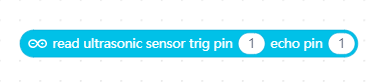 read ultrasonic sensor trig pin 1 echo pin 1